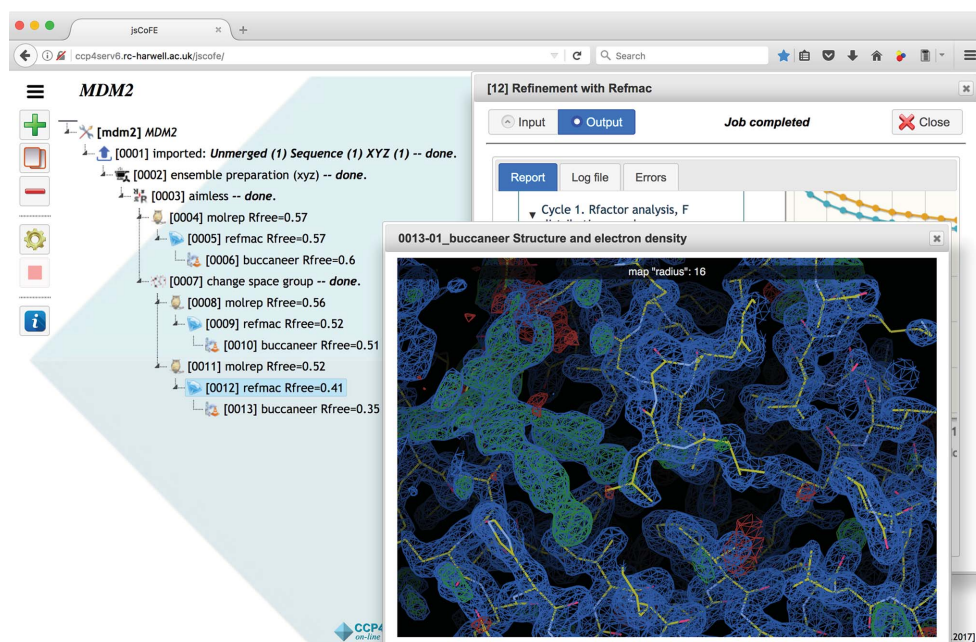 jsCoFE
ccp4serv6.rc-harwell.ac.uk/jscofe/
Search
MDM2
[mdm2] MDM2
[0001] imported: Unmerged (1) Sequence (1) XYZ (1) -- done.
[0002] ensemble preparation (xyz) -- done.
[0003] aimless -- done.
[0004] molrep Rfree=0.57
[0005] refmac Rfree=0.57
[0006] buccaneer Rfree=0.6
[0007] change space group -- done.
[0008] molrep Rfree=0.56
[0009] refmac Rfree=0.52
[0010] buccaneer Rfree=0.51
[0011] molrep Rfree=0.52
[0012] refmac Rfree=0.41
[0013] buccaneer Rfree=0.35
[12] Refinement with Refmac
Input Output Job completed Close
Report Log file Errors
Cycle 1. Rfactor analysis, F
0013-01_buccaneer Structure and electron density
map "radius": 16
CCP4
on-line
2017]